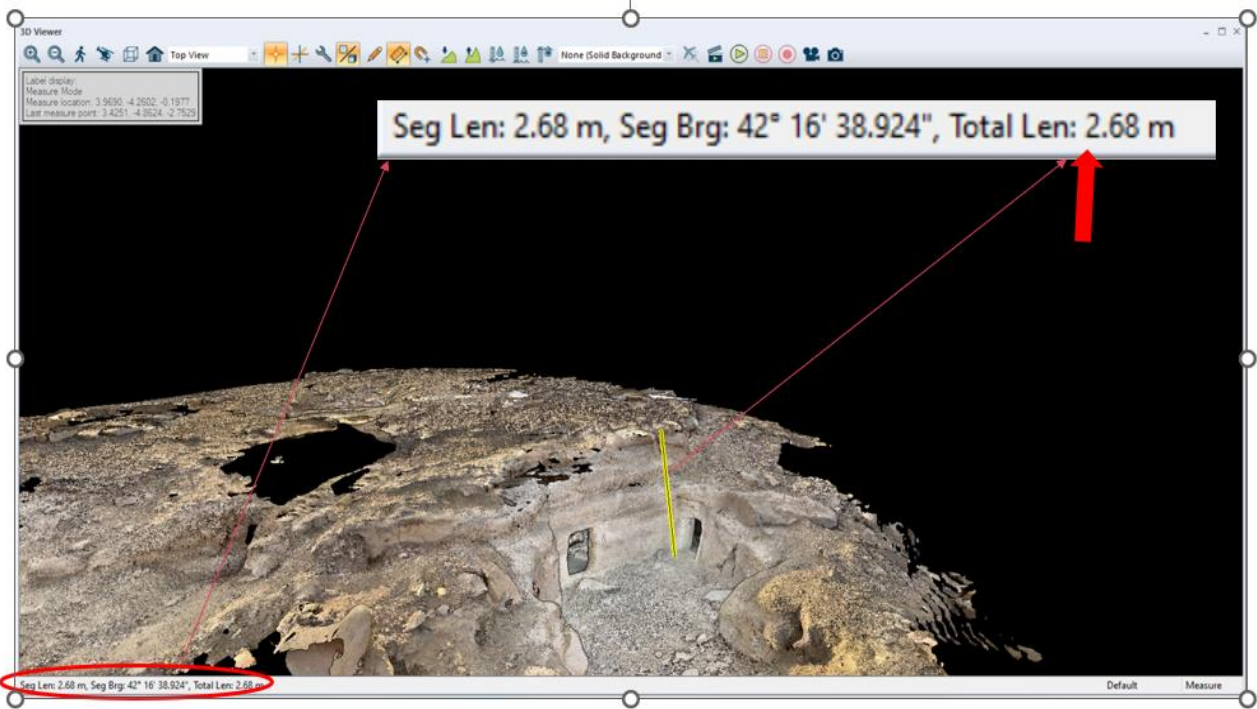 3D Viewer
Top View
None (Solid Background
Label display:
Measure Mode
Measure location: 3.9690, -4.2602, -0.1977
Last measure point: 3.4251, -4.8624, -2.7529
Seg Len: 2.68 m, Seg Brg: 42° 16' 38.924", Total Len: 2.68 m
Seg Len: 2.68 m, Seg Brg: 42° 16' 38.924", Total Len: 2.68 m
Default
Measure